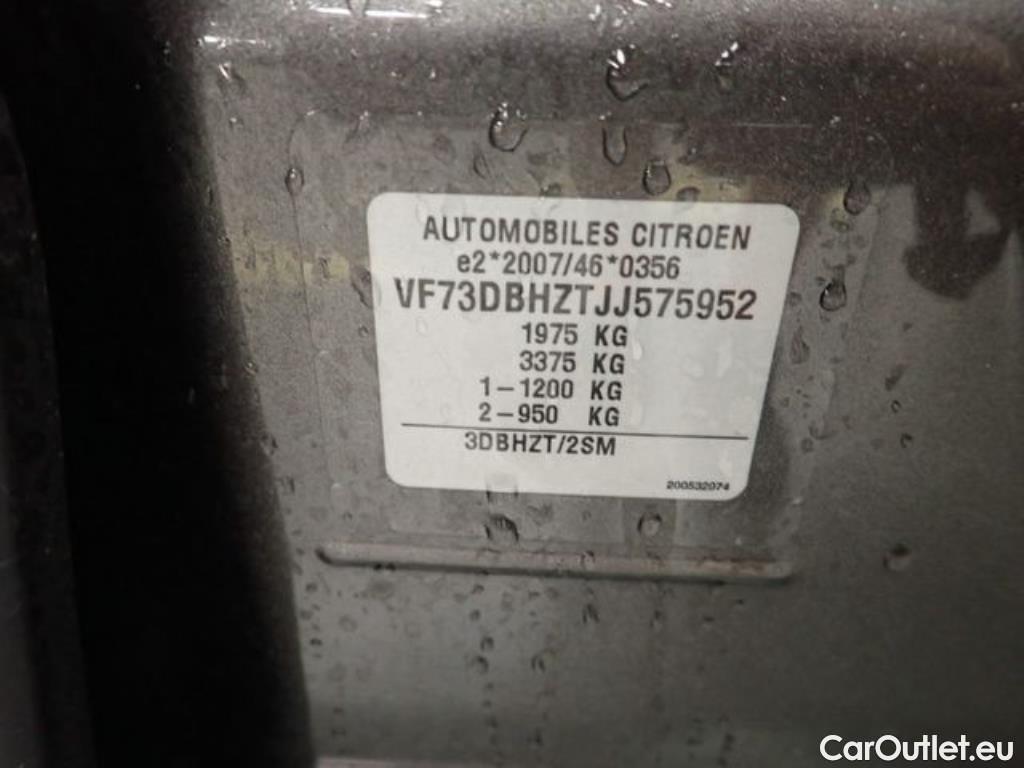 AUTOMOBILES CITROEN
e2*2007/46*0356
VF73DBHZTJJ575952
1975 KG
3375 KG
1-1200 KG
2-950 KG
3DBHZT/2SM
200532074
CarOutlet.eu